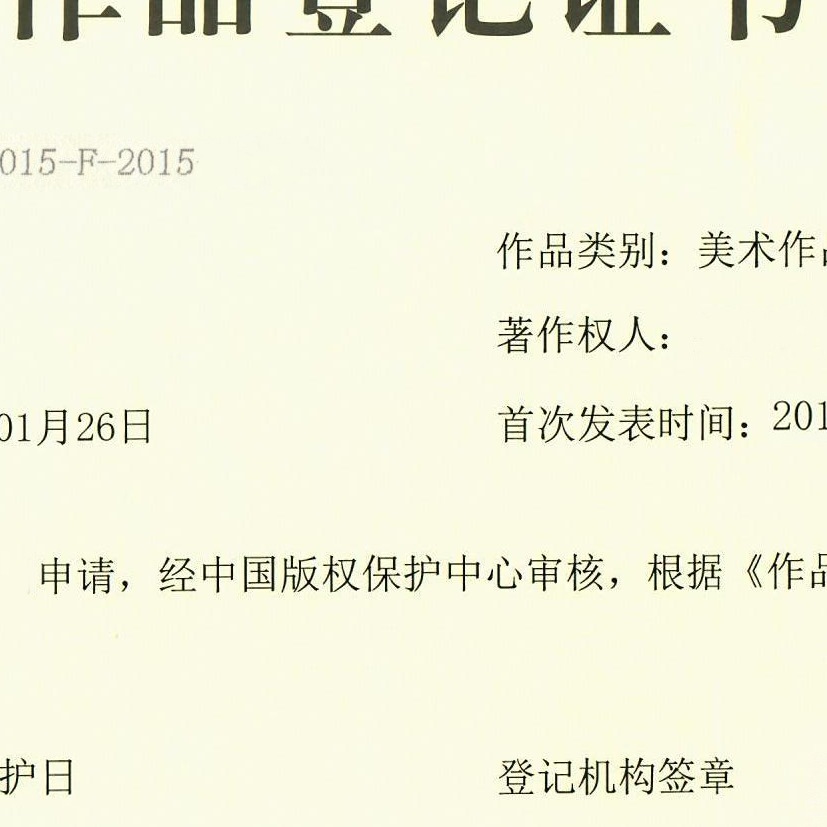 作品登记证书
015-F-2015
作品类别：美术作品
著作权人：
01月26日 首次发表时间：201
申请，经中国版权保护中心审核，根据《作品
护日 登记机构签章